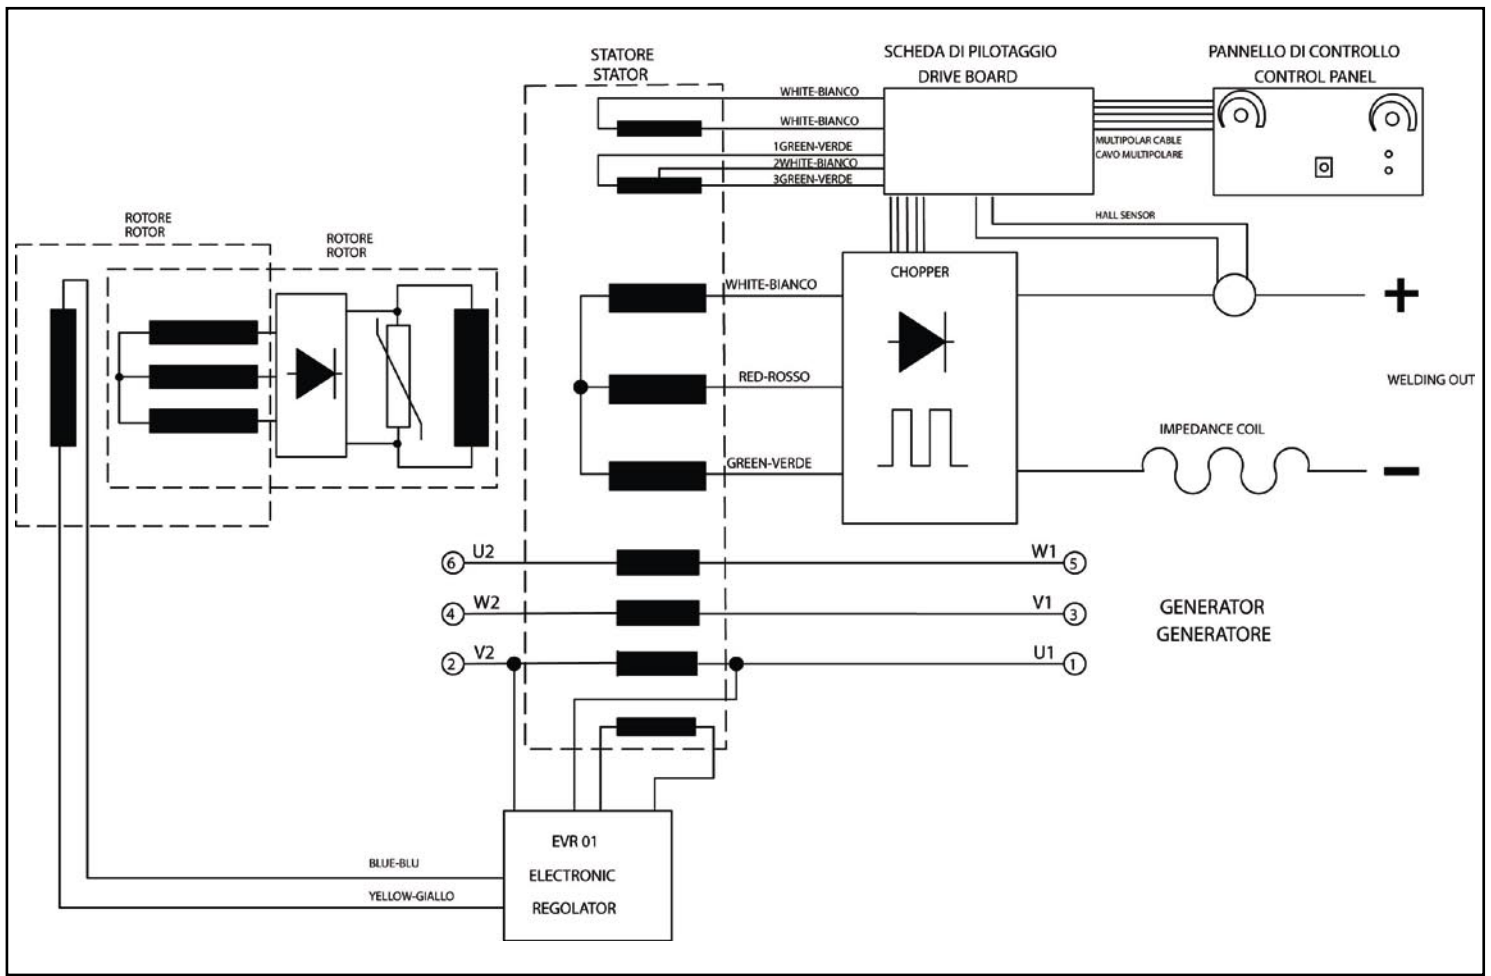 STATORE
STATOR
SCHEDA DI PILOTAGGIO
DRIVE BOARD
PANNELLO DI CONTROLLO
CONTROL PANEL
WHITE-BIANCO
WHITE-BIANCO
1GREEN-VERDE
2WHITE-BIANCO
3GREEN-VERDE
MULTIPOLAR CABLE
CAVO MULTIPOLARE
HALL SENSOR
ROTORE
ROTOR
ROTORE
ROTOR
WHITE-BIANCO
CHOPPER
+
RED-ROSSO
WELDING OUT
IMPEDANCE COIL
GREEN-VERDE
-
6 U2
W1 5
4 W2
V1 3
2 V2
U1 1
GENERATOR
GENERATORE
EVR 01
ELECTRONIC
REGOLATOR
BLUE-BLU
YELLOW-GIALLO